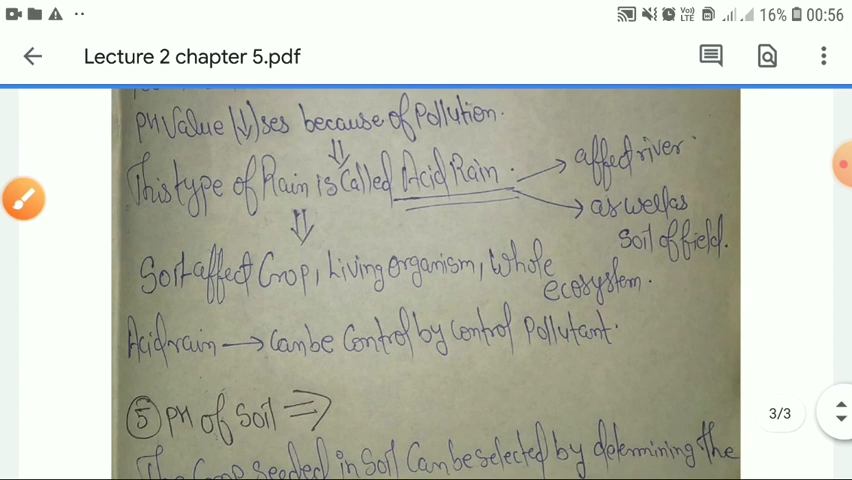 16% 00:56
Lecture 2 chapter 5.pdf
PH Value (↓)ses because of Pollution.
This type of Rain is Called Acid Rain. → affect river.
→ as well as
Soil of field.
So it affect Crop, Living organism, Whole
ecosystem.
Acid rain → Can be Control by control Pollutant.
⑤ PH of Soil ⇒
3/3
The Crop seeded in Soil Can be selected by determining the